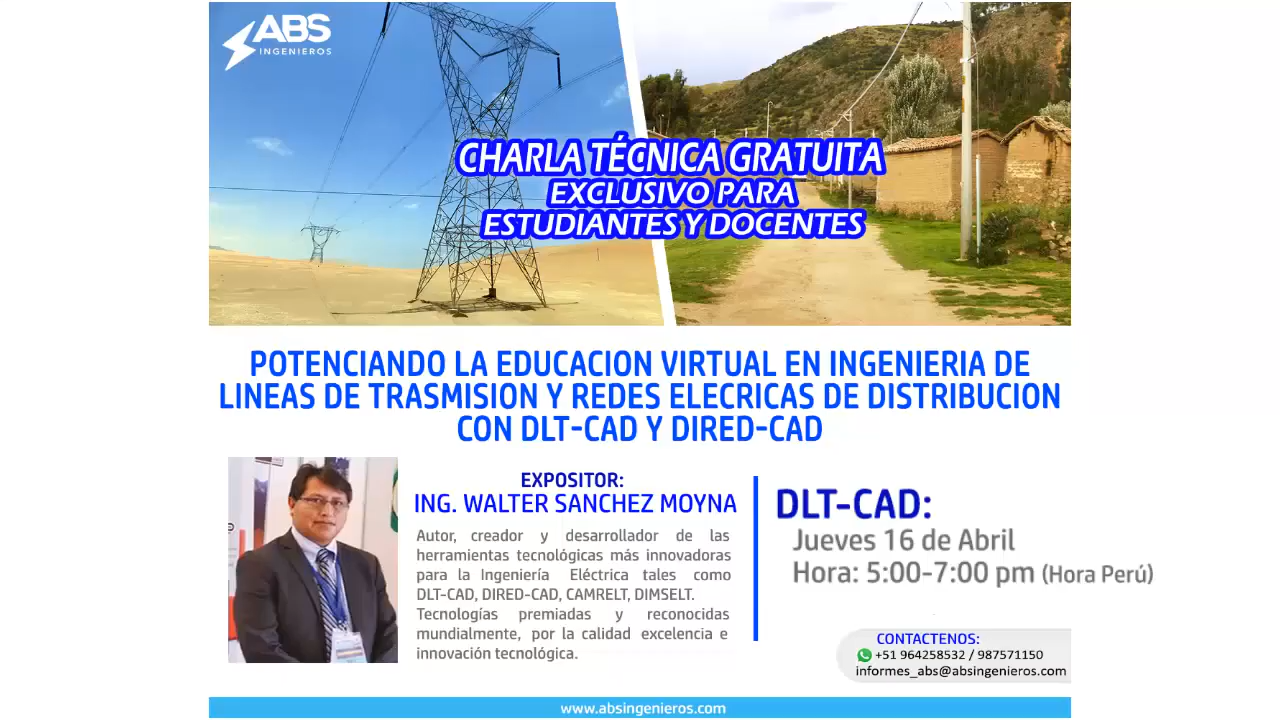 ABS
INGENIEROS
CHARLA TÉCNICA GRATUITA
EXCLUSIVO PARA
ESTUDIANTES Y DOCENTES
POTENCIANDO LA EDUCACION VIRTUAL EN INGENIERIA DE
LINEAS DE TRASMISION Y REDES ELECRICAS DE DISTRIBUCION
CON DLT-CAD Y DIRED-CAD
EXPOSITOR:
ING. WALTER SANCHEZ MOYNA
Autor, creador y desarrollador de las
herramientas tecnológicas más innovadoras
para la Ingeniería Eléctrica tales como
DLT-CAD, DIRED-CAD, CAMRELT, DIMSELT.
Tecnologías premiadas y reconocidas
mundialmente, por la calidad excelencia e
innovación tecnológica.
DLT-CAD:
Jueves 16 de Abril
Hora: 5:00-7:00 pm (Hora Perú)
CONTACTENOS:
+51 964258532 / 987571150
informes_abs@absingenieros.com
www.absingenieros.com